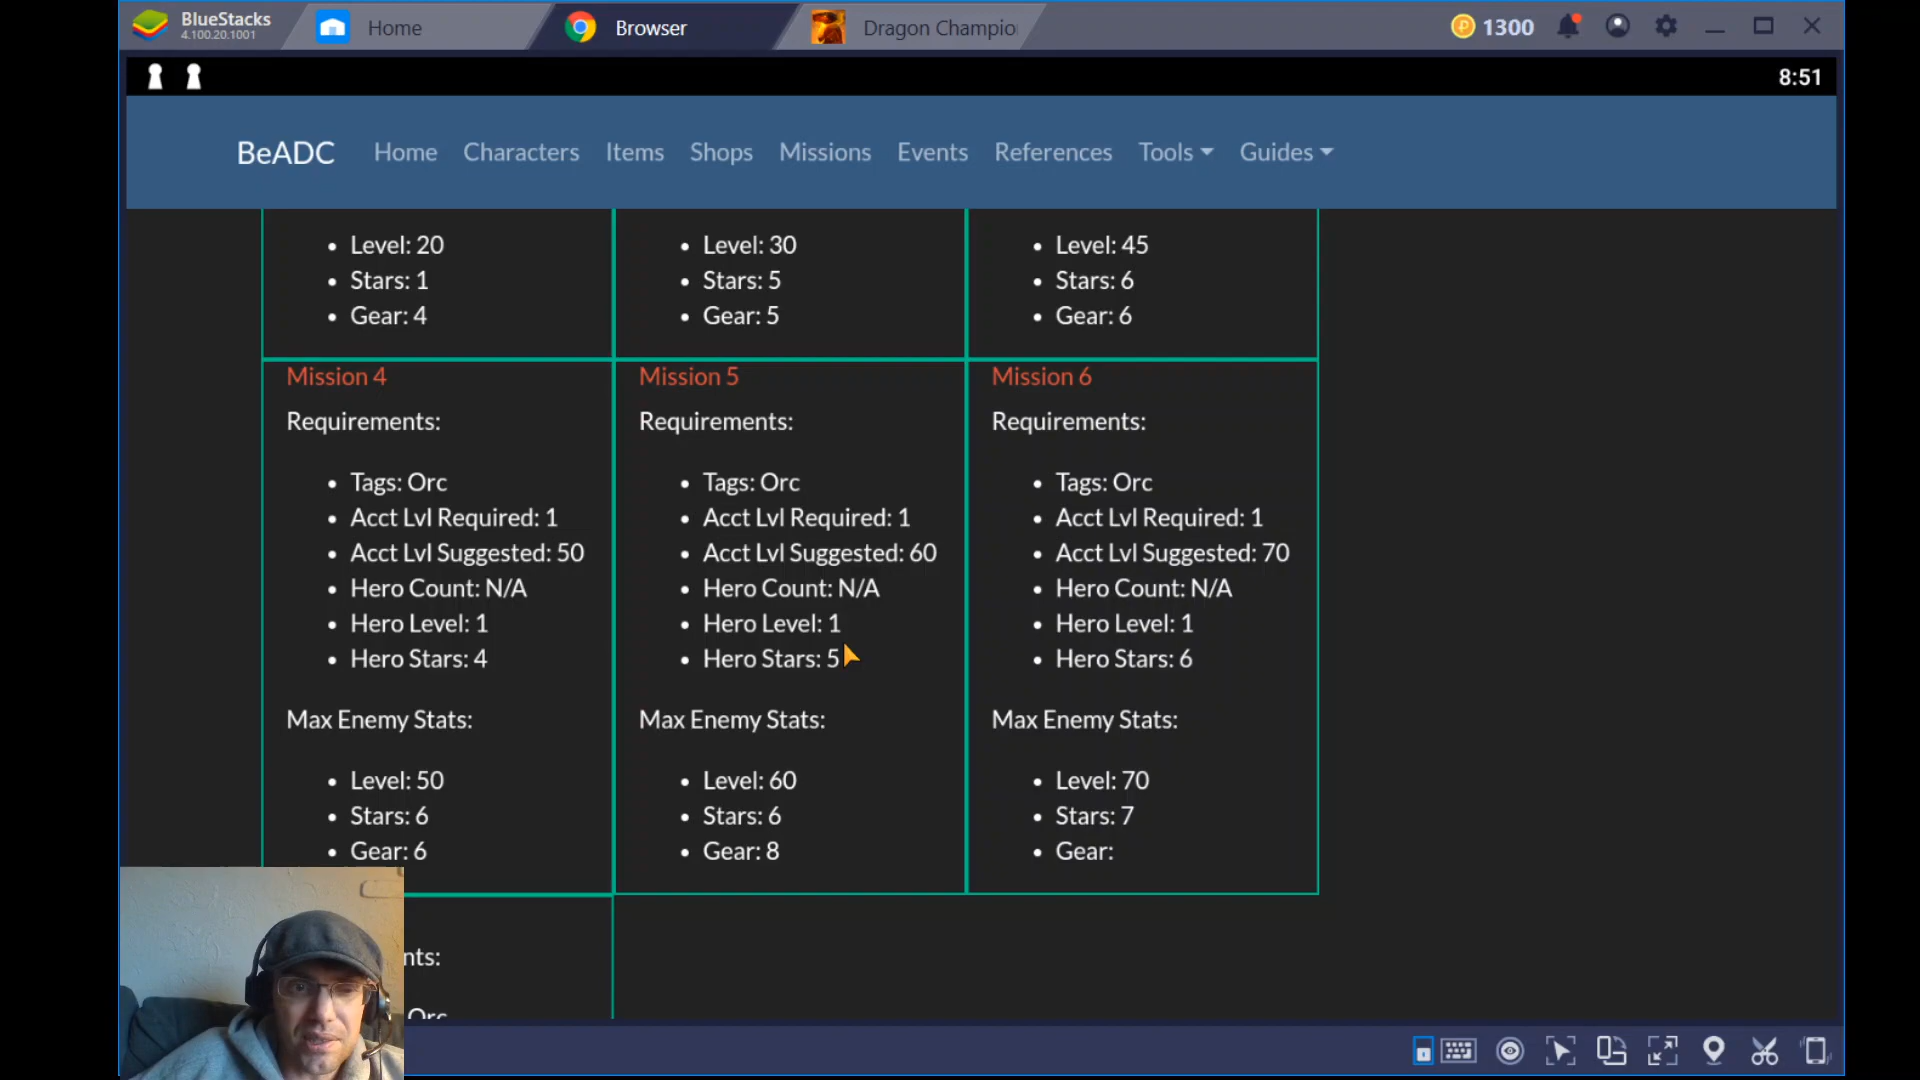 BlueStacks
4.100.20.1001
Home
Browser
Dragon Champio
1300
8:51
BeADC Home Characters Items Shops Missions Events References Tools Guides
Level: 20
Stars: 1
Gear: 4
Level: 30
Stars: 5
Gear: 5
Level: 45
Stars: 6
Gear: 6
Mission 4
Requirements:
Tags: Orc
Acct Lvl Required: 1
Acct Lvl Suggested: 50
Hero Count: N/A
Hero Level: 1
Hero Stars: 4
Max Enemy Stats:
Level: 50
Stars: 6
Gear: 6
Mission 5
Requirements:
Tags: Orc
Acct Lvl Required: 1
Acct Lvl Suggested: 60
Hero Count: N/A
Hero Level: 1
Hero Stars: 5
Max Enemy Stats:
Level: 60
Stars: 6
Gear: 8
Mission 6
Requirements:
Tags: Orc
Acct Lvl Required: 1
Acct Lvl Suggested: 70
Hero Count: N/A
Hero Level: 1
Hero Stars: 6
Max Enemy Stats:
Level: 70
Stars: 7
Gear:
nts:
Orc